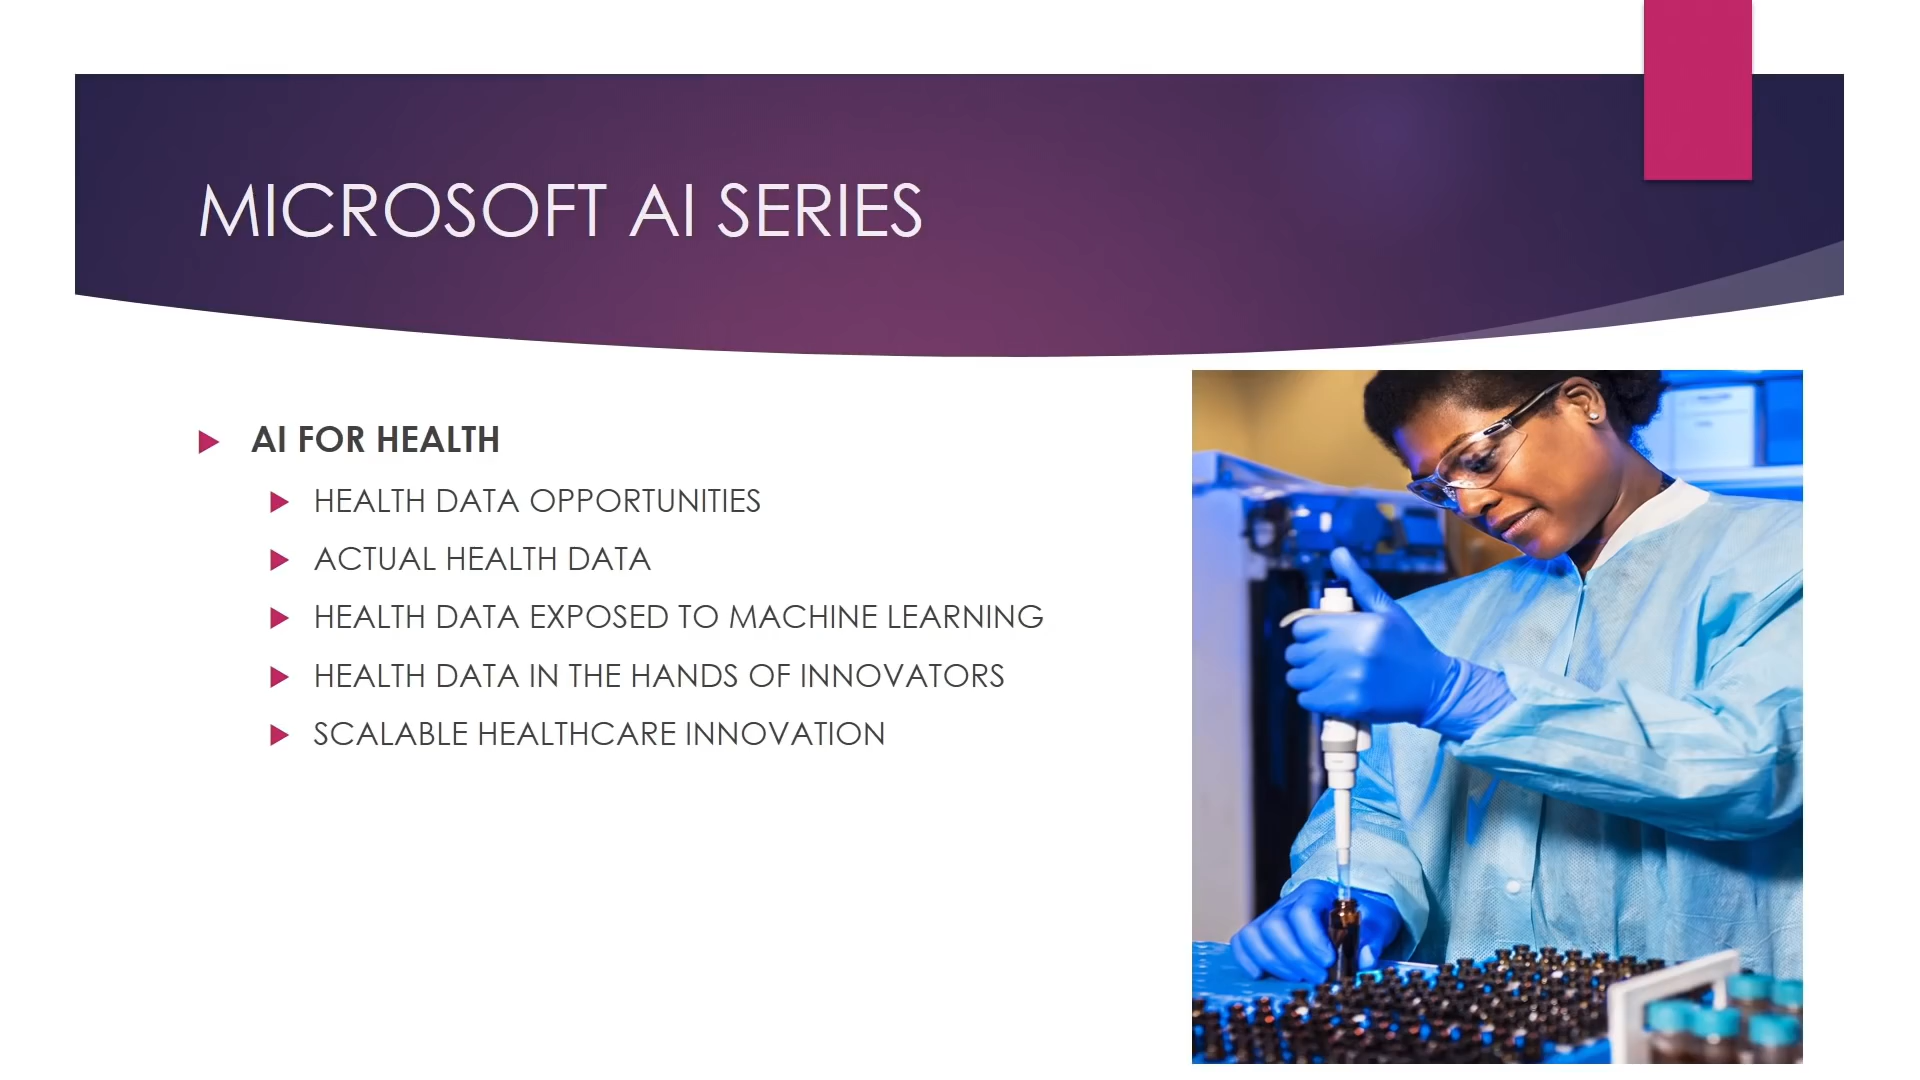 MICROSOFT AI SERIES
AI FOR HEALTH
HEALTH DATA OPPORTUNITIES
ACTUAL HEALTH DATA
HEALTH DATA EXPOSED TO MACHINE LEARNING
HEALTH DATA IN THE HANDS OF INNOVATORS
SCALABLE HEALTHCARE INNOVATION